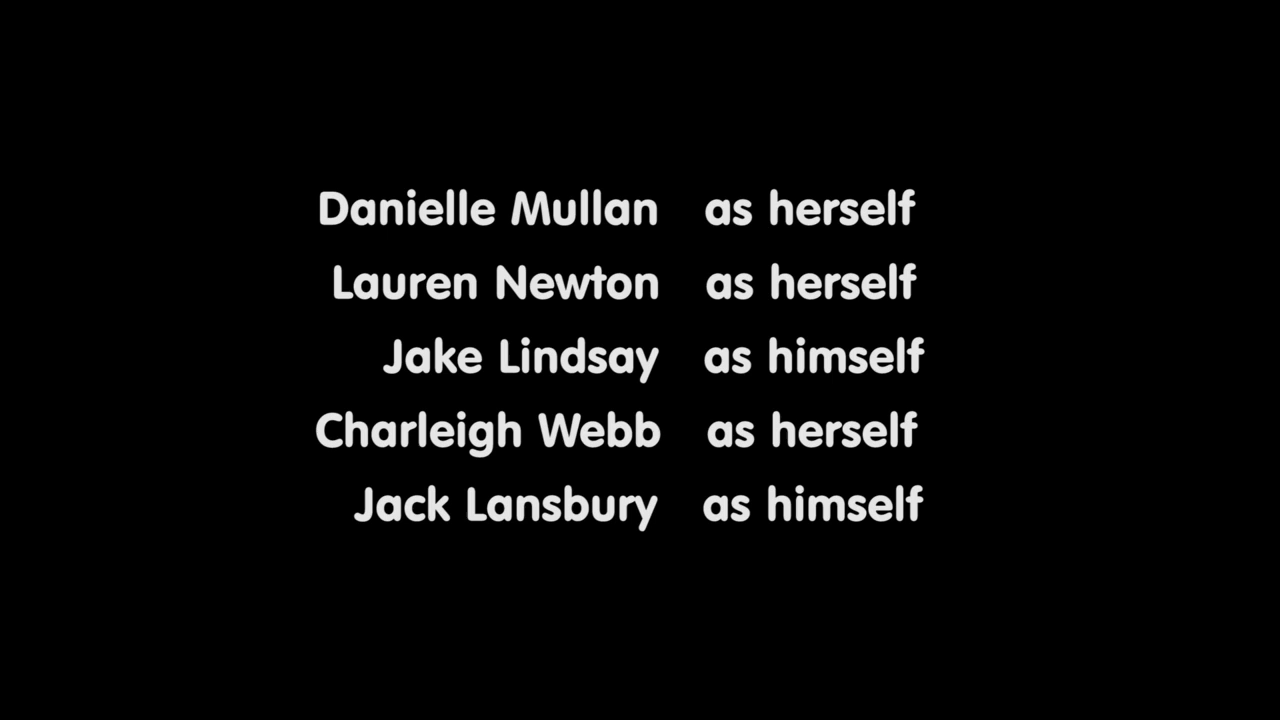 Danielle Mullan as herself
Lauren Newton as herself
Jake Lindsay as himself
Charleigh Webb as herself
Jack Lansbury as himself